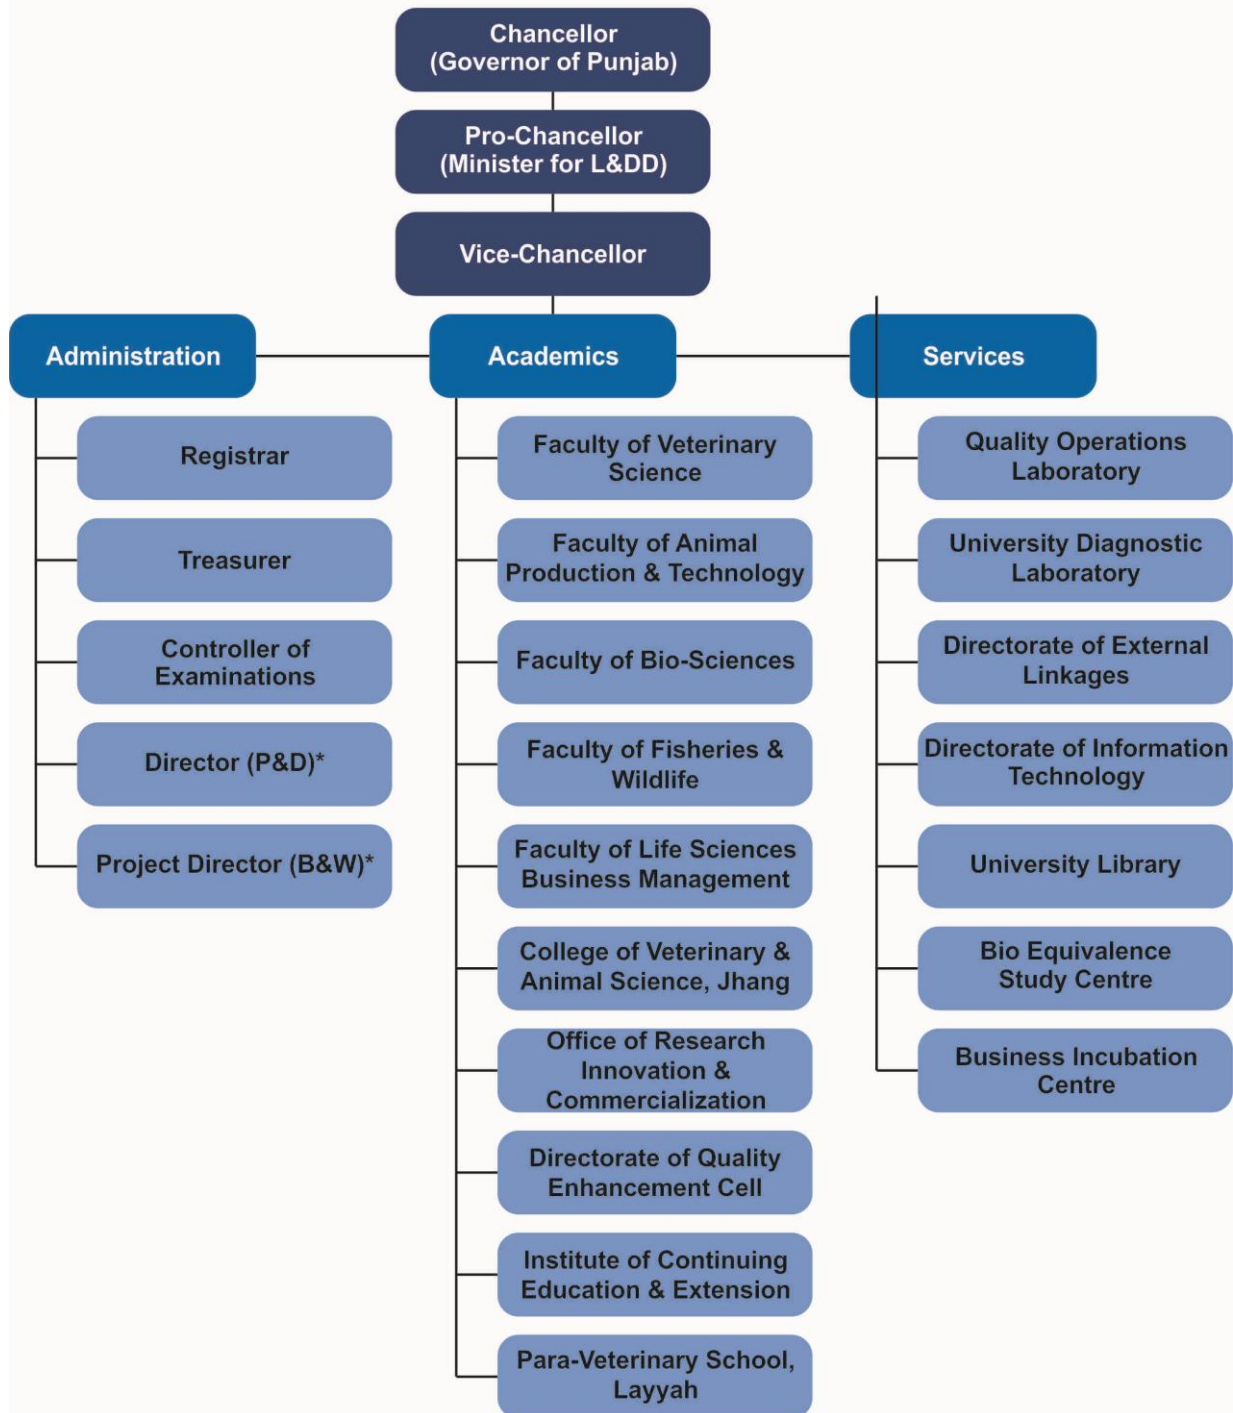 Chancellor
(Governor of Punjab)
Pro-Chancellor
(Minister for L&DD)
Vice-Chancellor
Administration
Academics
Services
Registrar
Treasurer
Controller of
Examinations
Director (P&D)*
Project Director (B&W)*
Faculty of Veterinary
Science
Faculty of Animal
Production & Technology
Faculty of Bio-Sciences
Faculty of Fisheries &
Wildlife
Faculty of Life Sciences
Business Management
College of Veterinary &
Animal Science, Jhang
Office of Research
Innovation &
Commercialization
Directorate of Quality
Enhancement Cell
Institute of Continuing
Education & Extension
Para-Veterinary School,
Layyah
Quality Operations
Laboratory
University Diagnostic
Laboratory
Directorate of External
Linkages
Directorate of Information
Technology
University Library
Bio Equivalence
Study Centre
Business Incubation
Centre